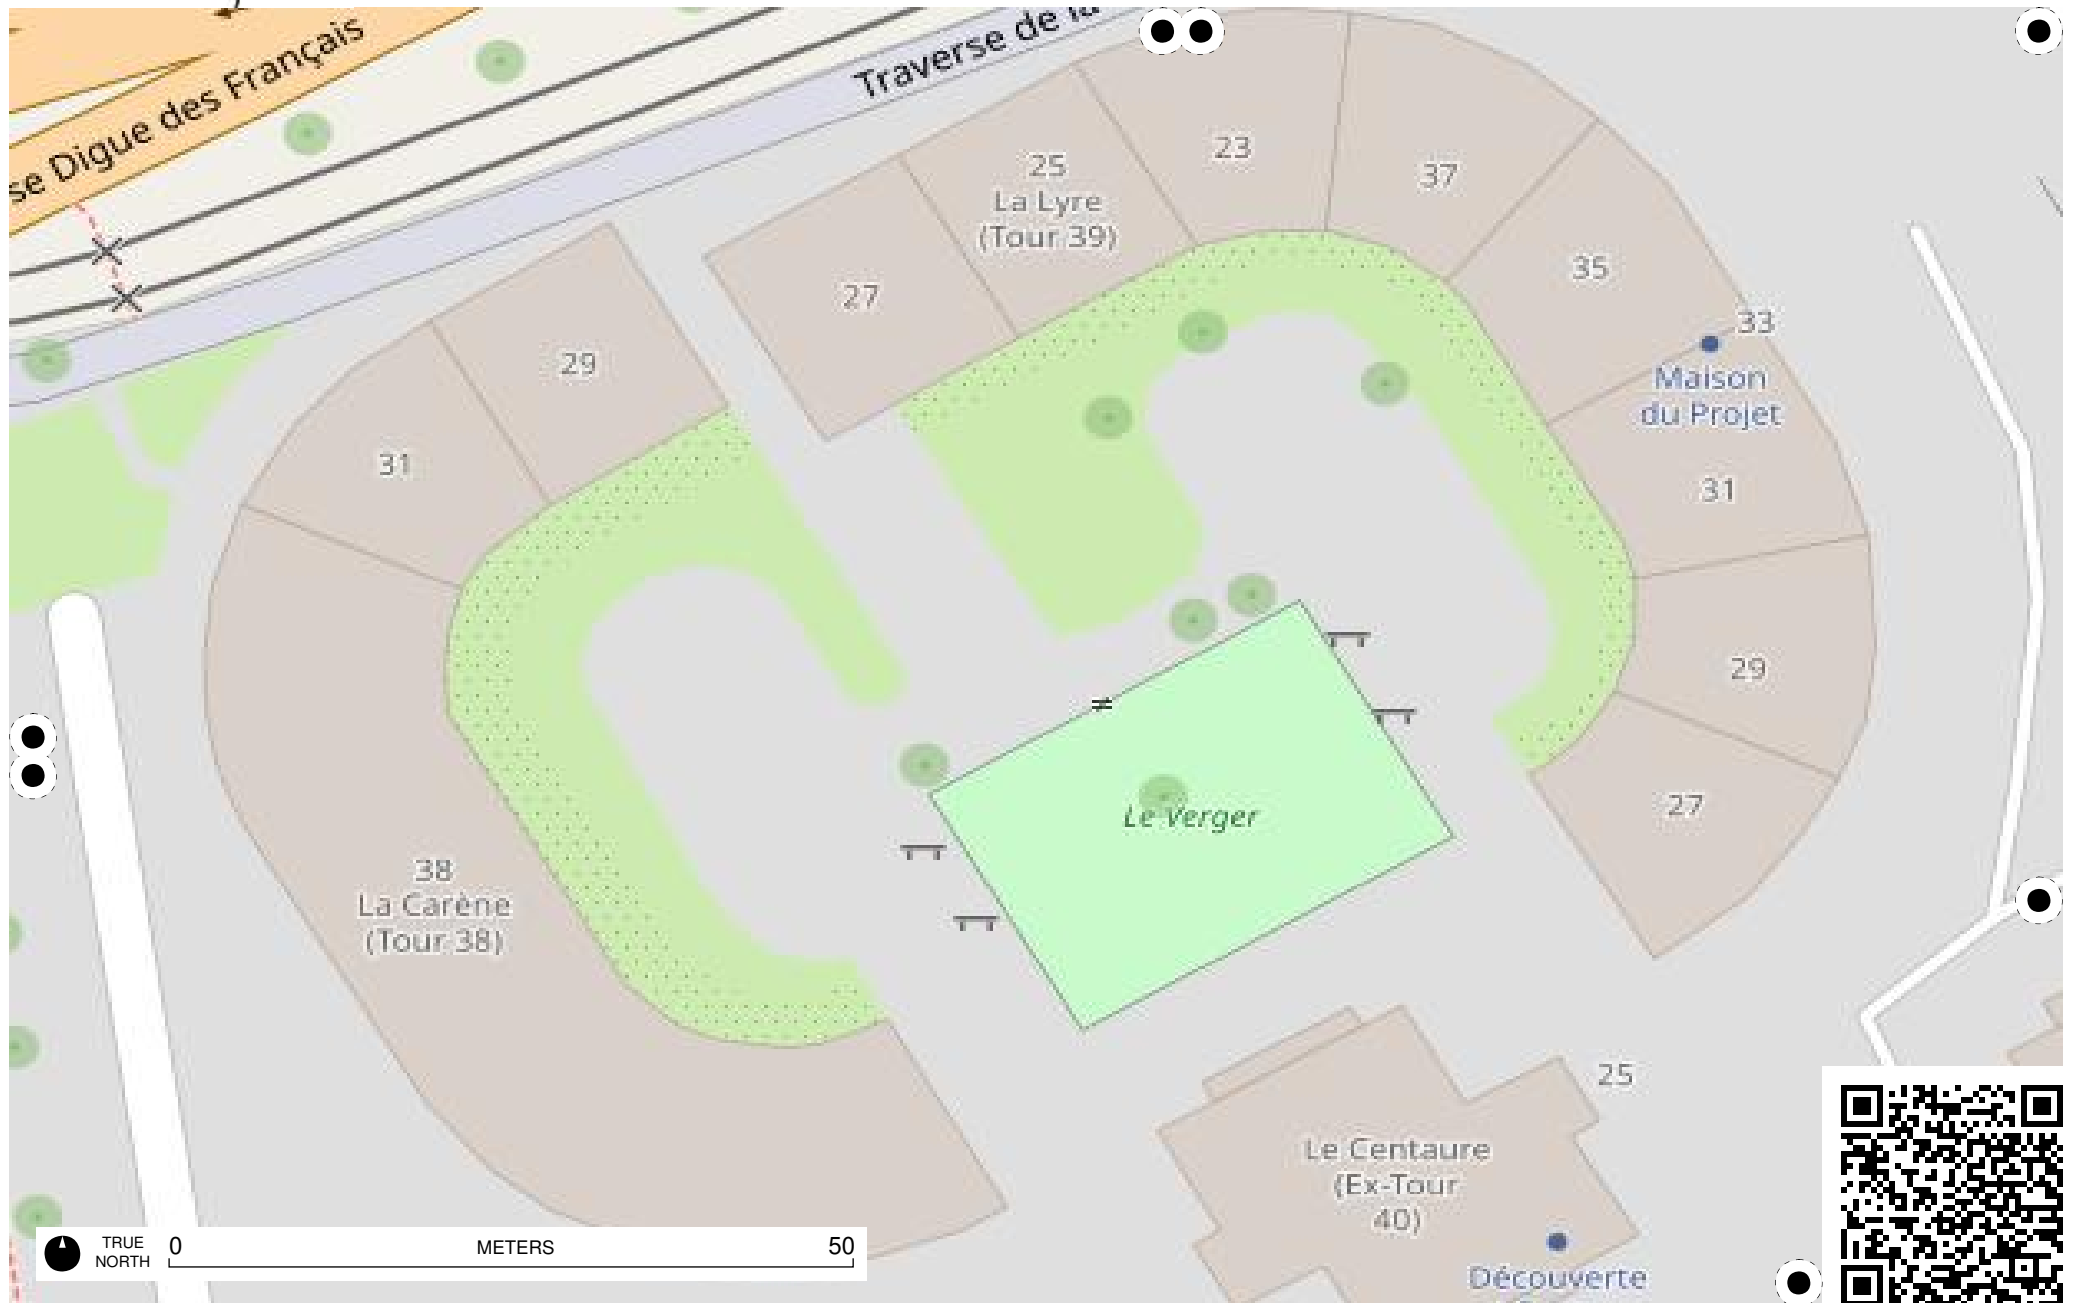 se Digue des Français
Traverse de la
23
25
La Lyre
(Tour 39)
37
27
35
33
Maison
du Projet
29
31
31
29
27
Le Verger
38
La Carène
(Tour 38)
25
Le Centaure
(Ex-Tour
40)
Découverte
TRUE
NORTH
0
METERS
50